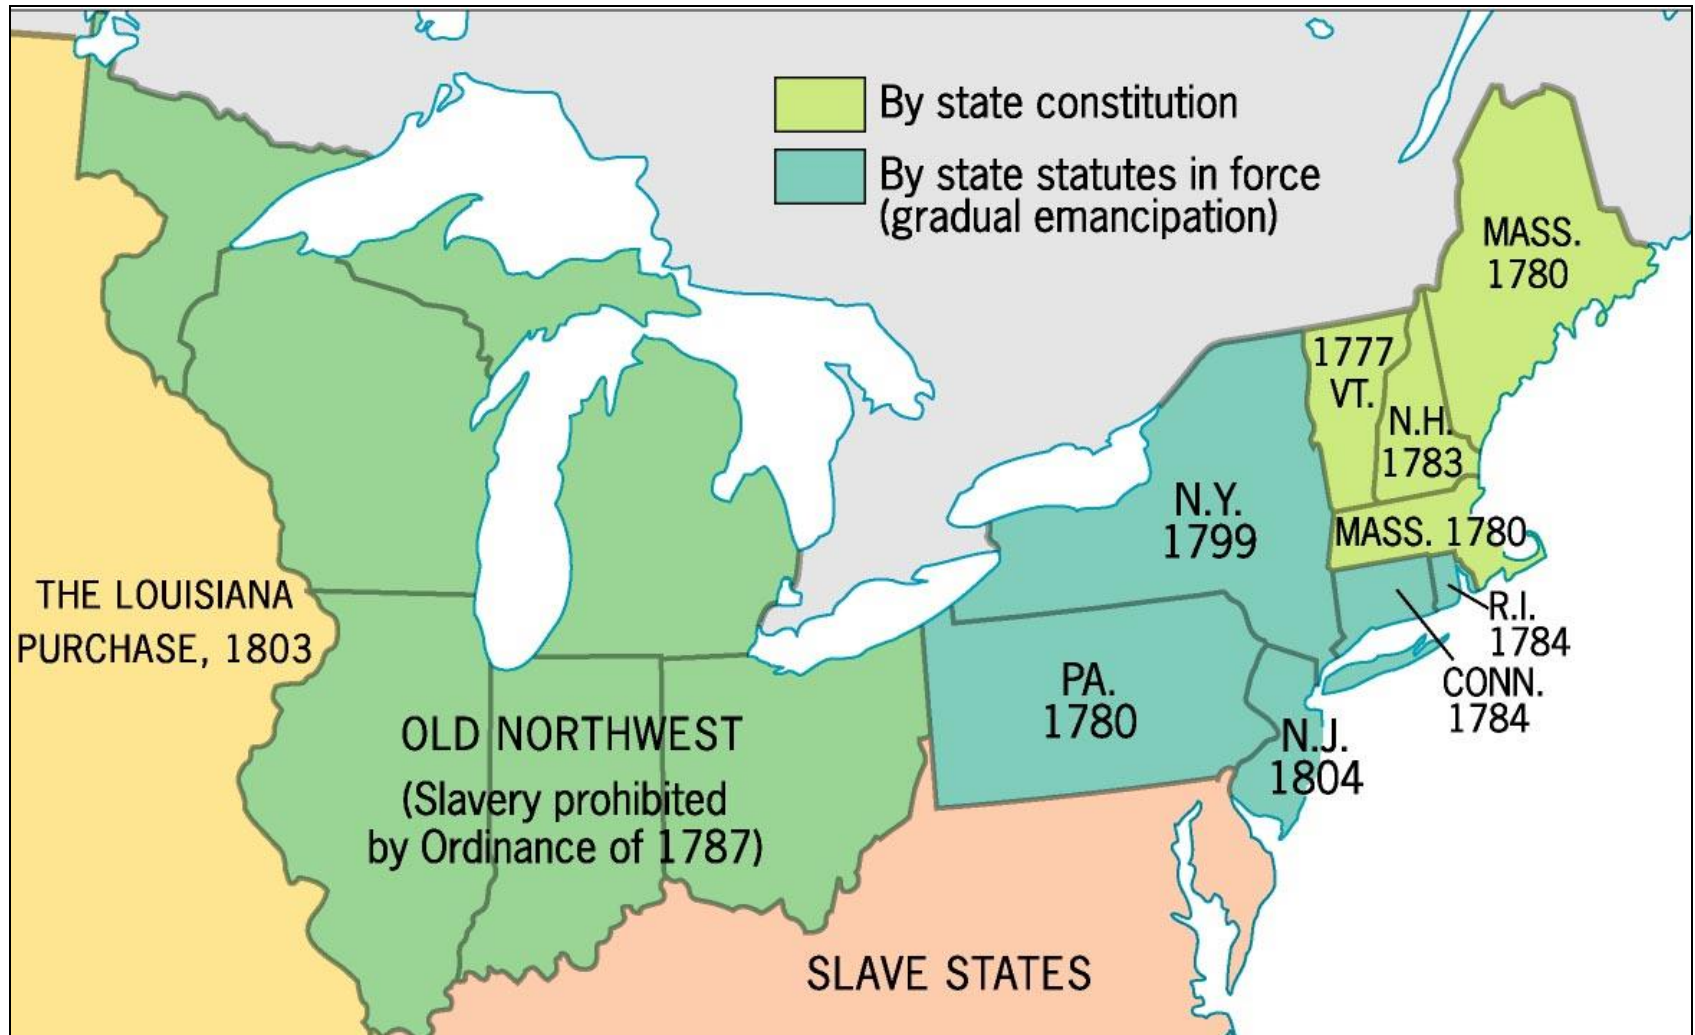 By state constitution
By state statutes in force
(gradual emancipation)
MASS.
1780
1777
VT.
N.H.
1783
N.Y.
1799
MASS. 1780
R.I.
1784
CONN.
1784
PA.
1780
N.J.
1804
THE LOUISIANA
PURCHASE, 1803
OLD NORTHWEST
(Slavery prohibited
by Ordinance of 1787)
SLAVE STATES